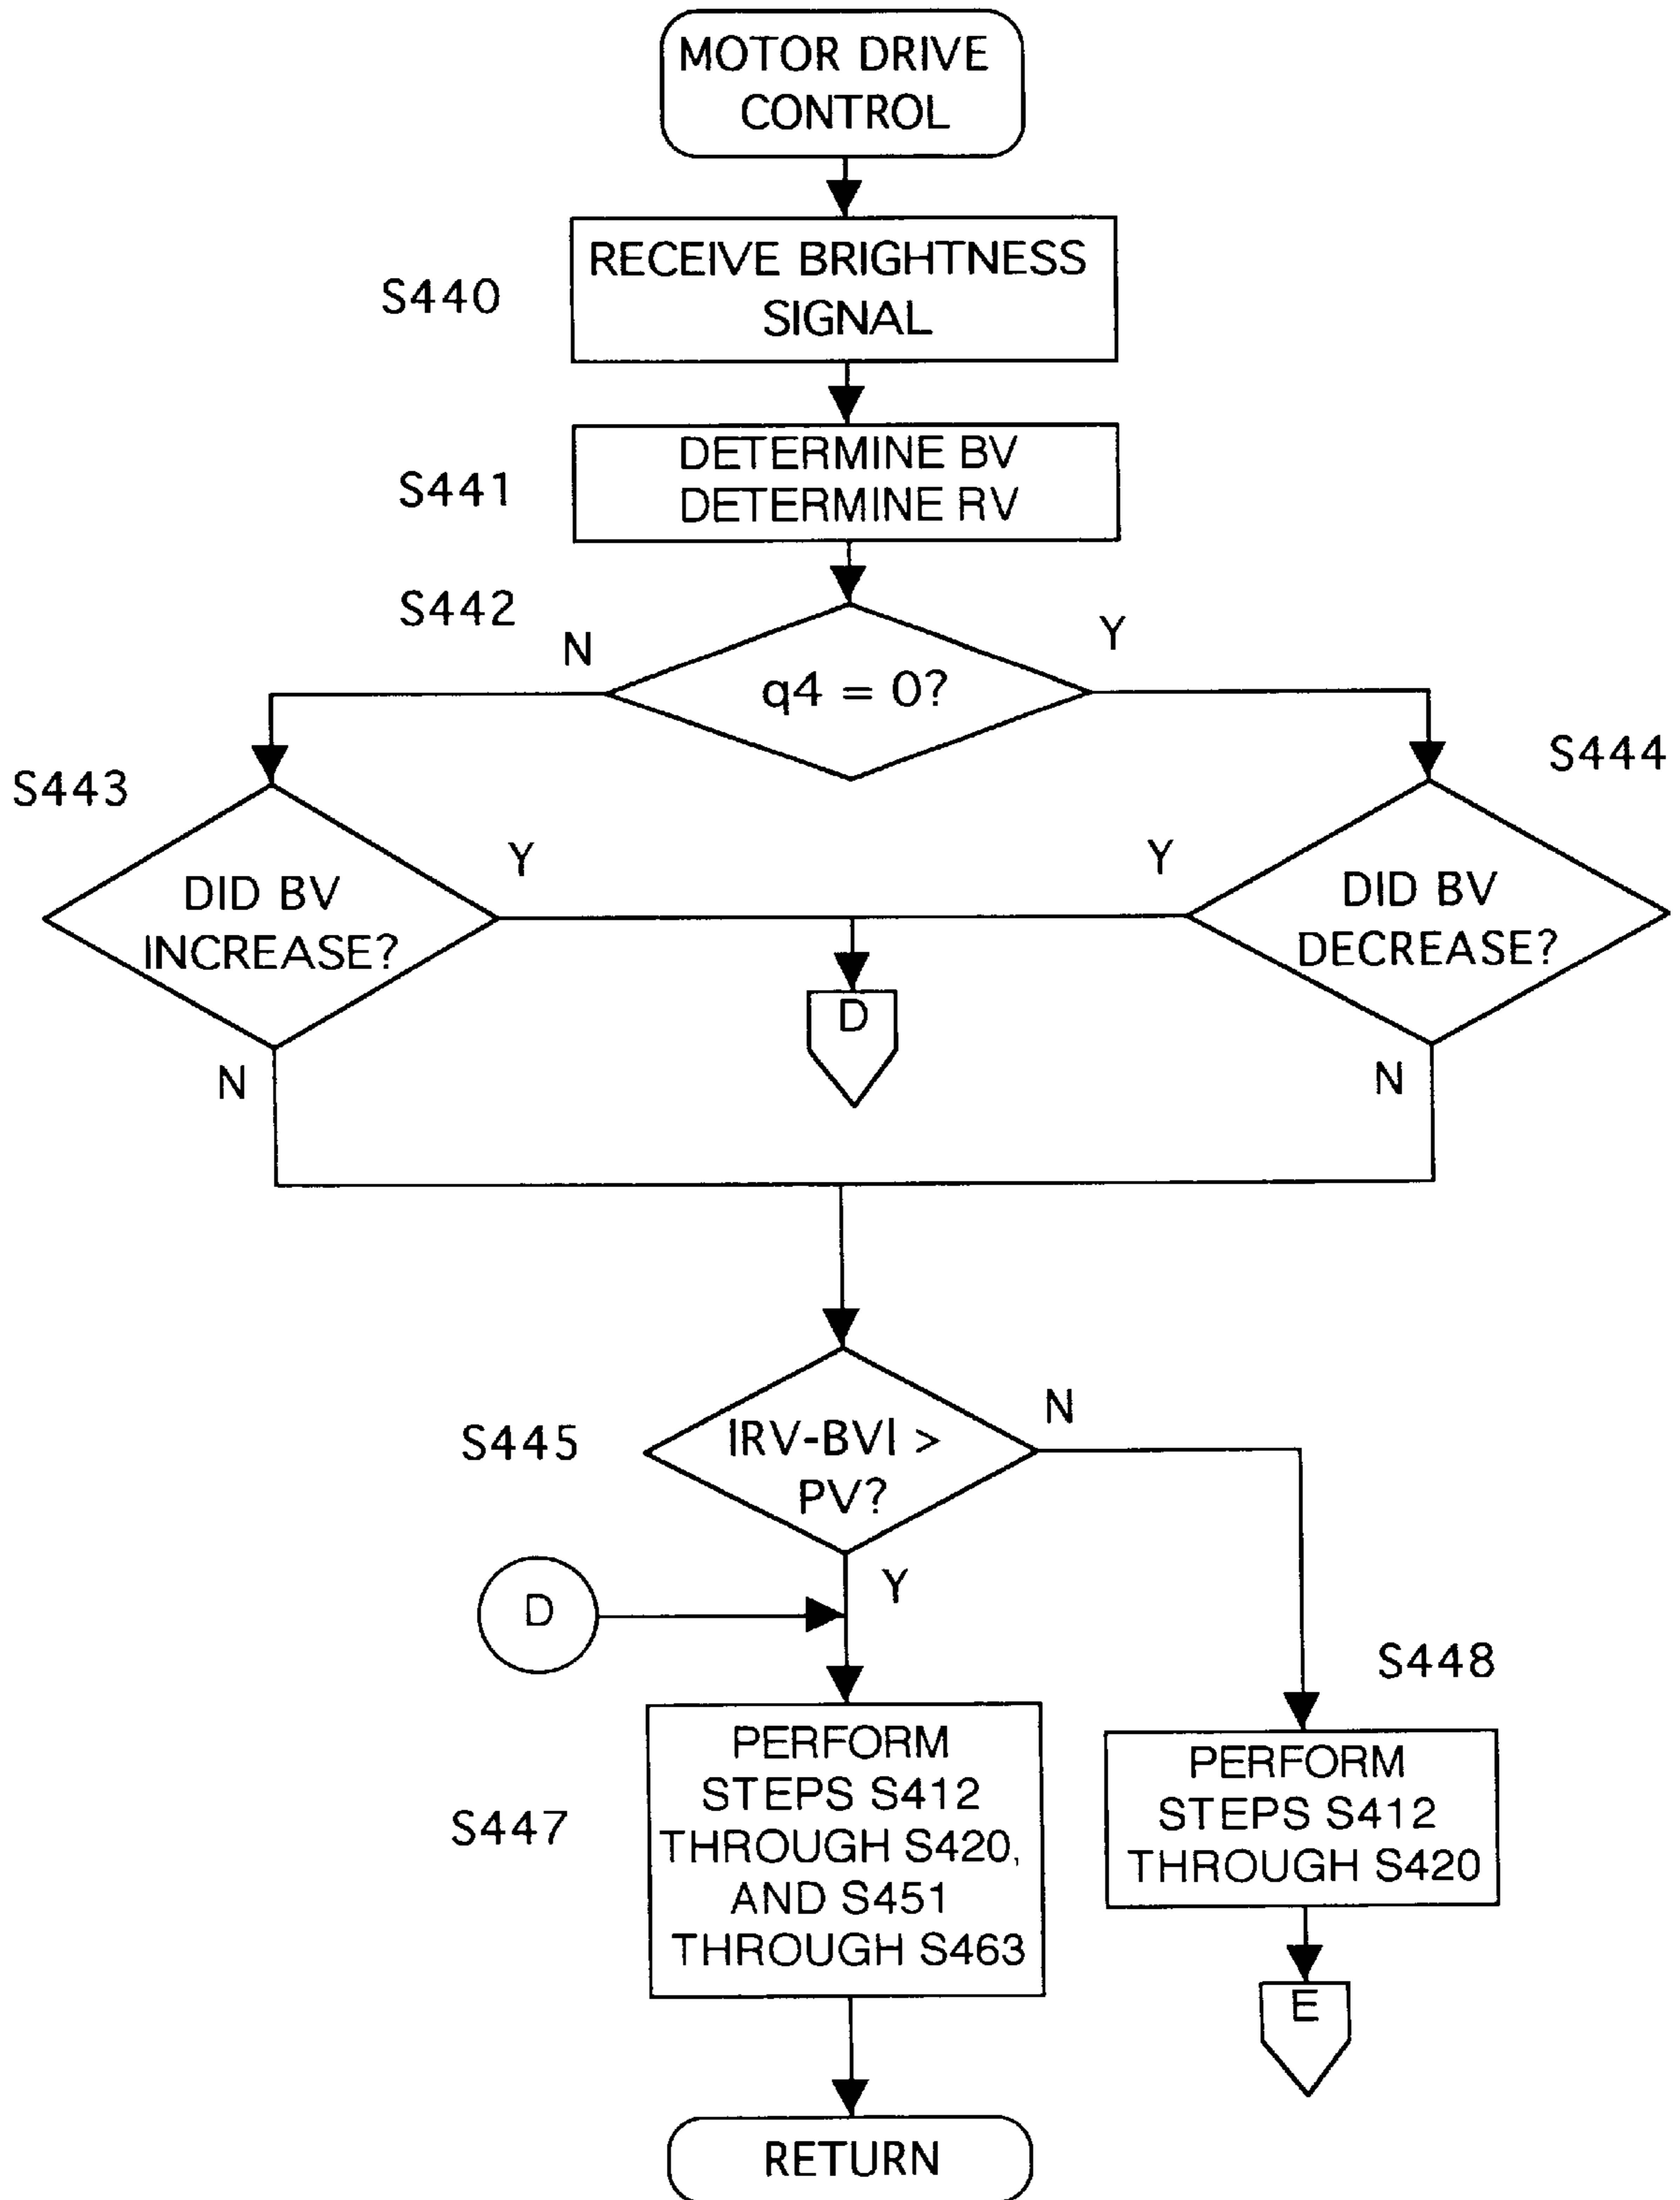 MOTOR DRIVE
CONTROL
S440
RECEIVE BRIGHTNESS
SIGNAL
S441
DETERMINE BV
DETERMINE RV
S442
N
Y
q4 = 0?
S443
S444
DID BV
INCREASE?
Y
Y
DID BV
DECREASE?
D
N
N
S445
|RV-BV| >
PV?
N
Y
D
S448
S447
PERFORM
STEPS S412
THROUGH S420,
AND S451
THROUGH S463
PERFORM
STEPS S412
THROUGH S420
E
RETURN